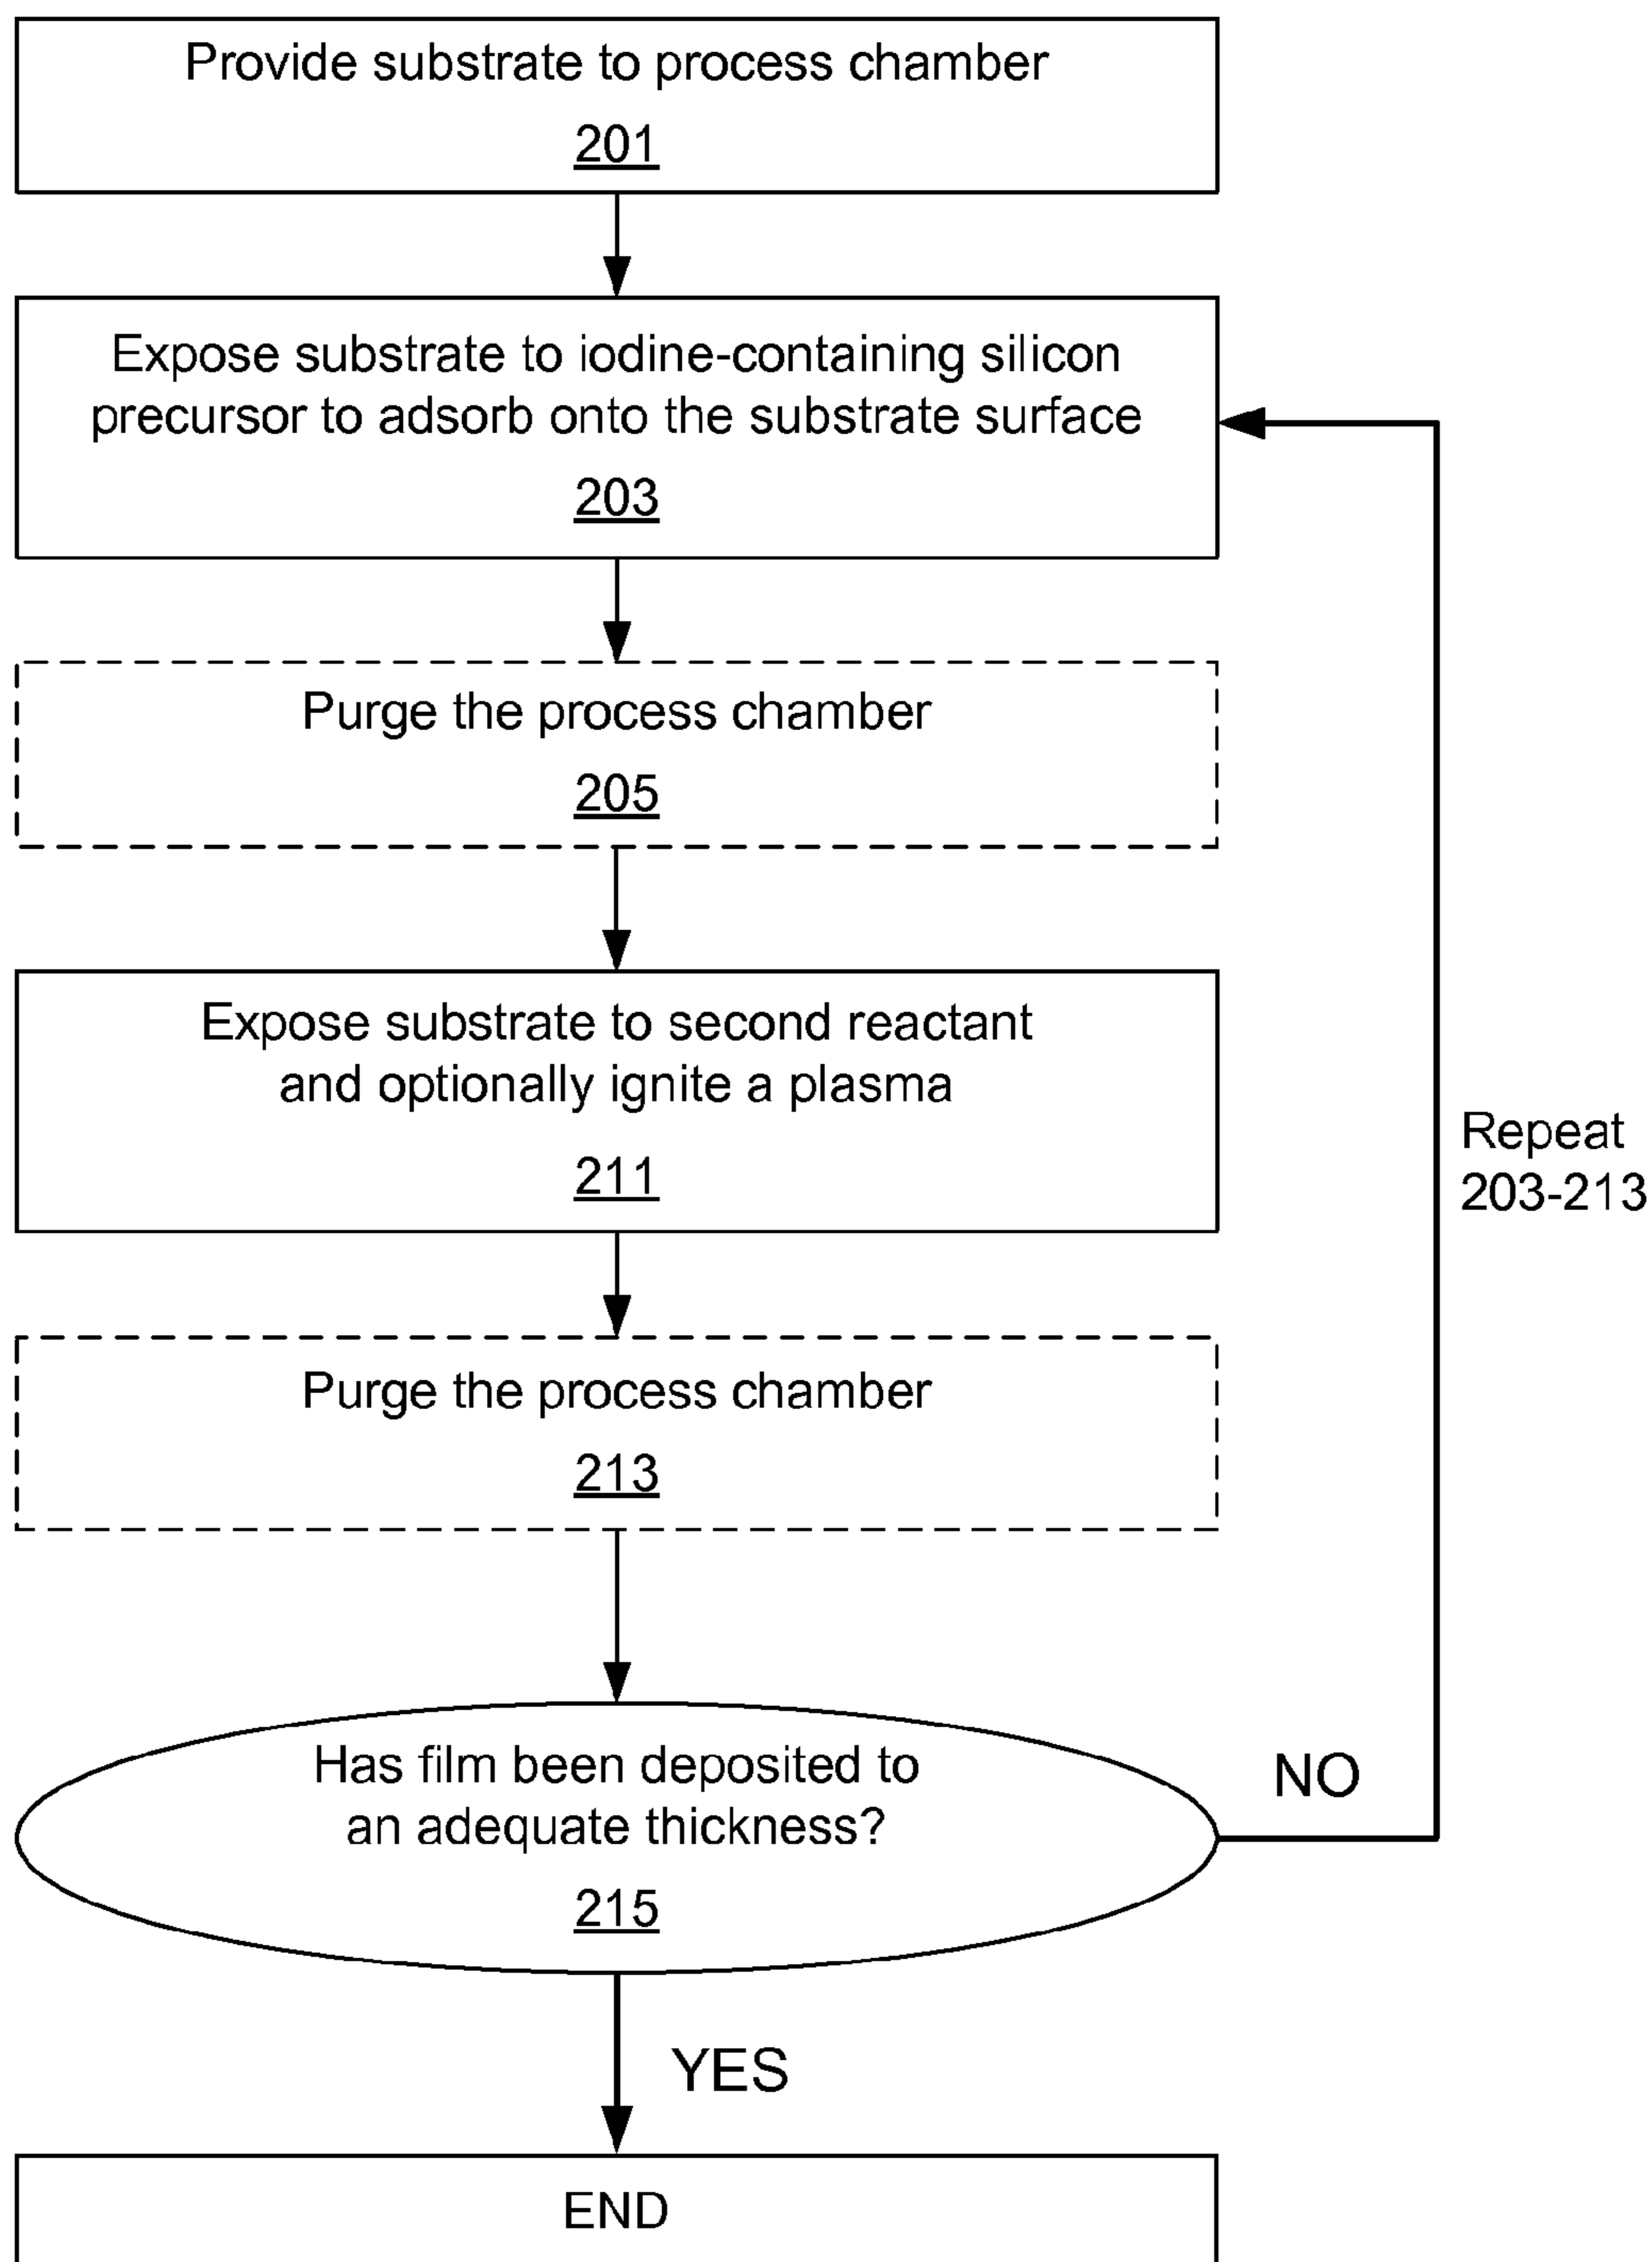 Provide substrate to process chamber
201
Expose substrate to iodine-containing silicon
precursor to adsorb onto the substrate surface
203
Purge the process chamber
205
Expose substrate to second reactant
and optionally ignite a plasma
211
Repeat
203-213
Purge the process chamber
213
Has film been deposited to
an adequate thickness?
215
NO
YES
END